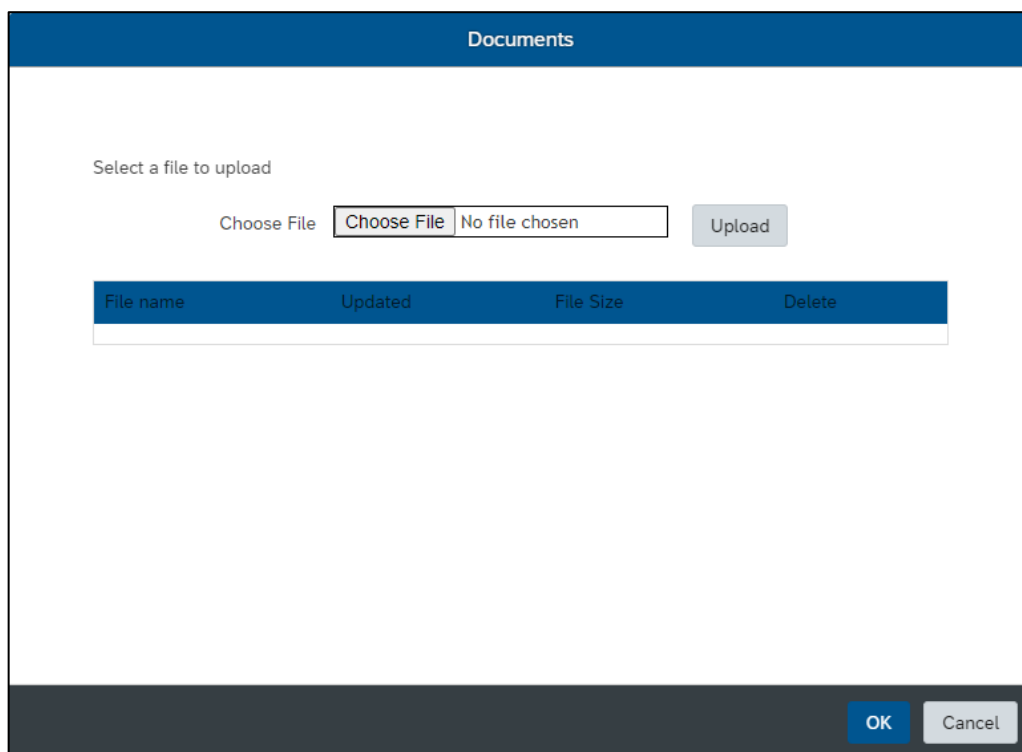 Documents
Select a file to upload
Choose File Choose File No file chosen Upload
File name Updated File Size Delete
OK Cancel